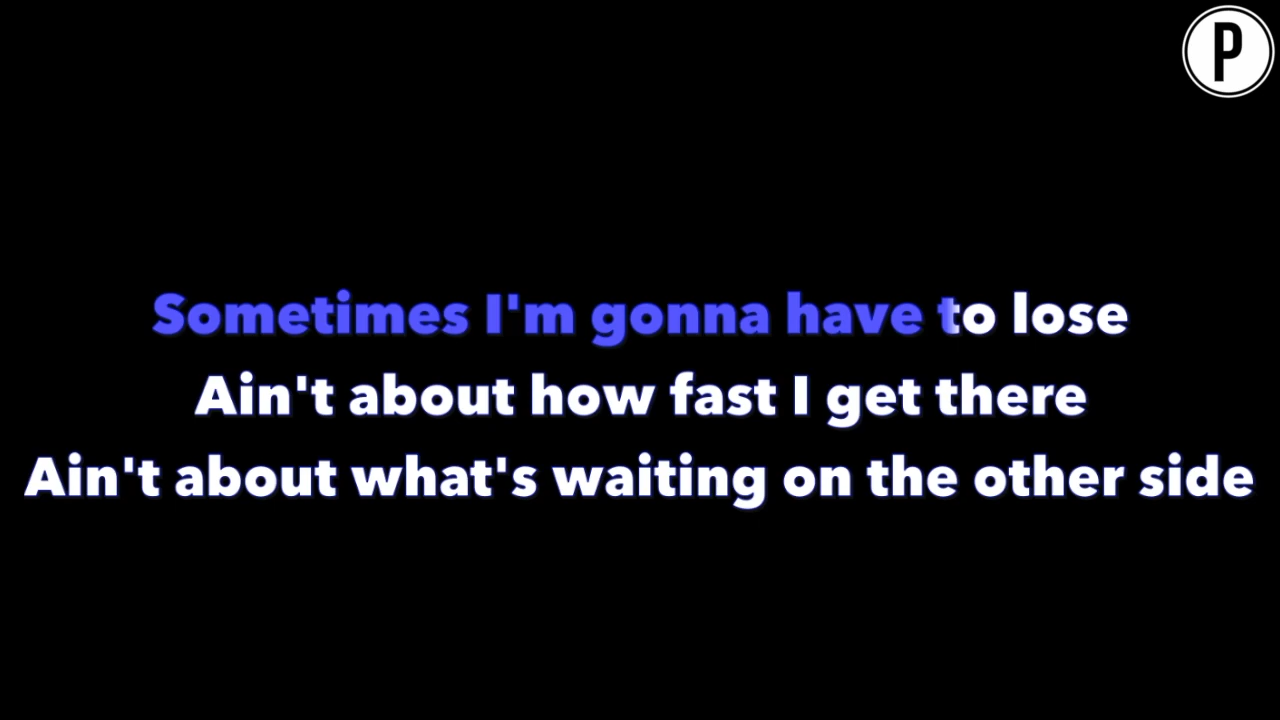 P
Sometimes I'm gonna have to lose
Ain't about how fast I get there
Ain't about what's waiting on the other side